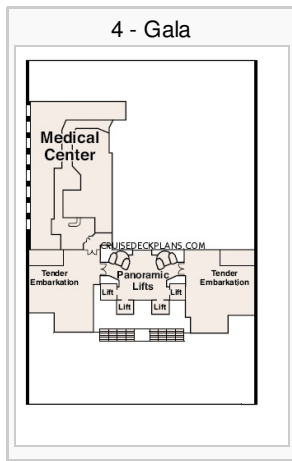 4 - Gala
Medical
Center
CRUISEDECKPLANS.COM
Tender
Embarkation
Panoramic
Lifts
Tender
Embarkation
Lift
Lift
Lift
Lift